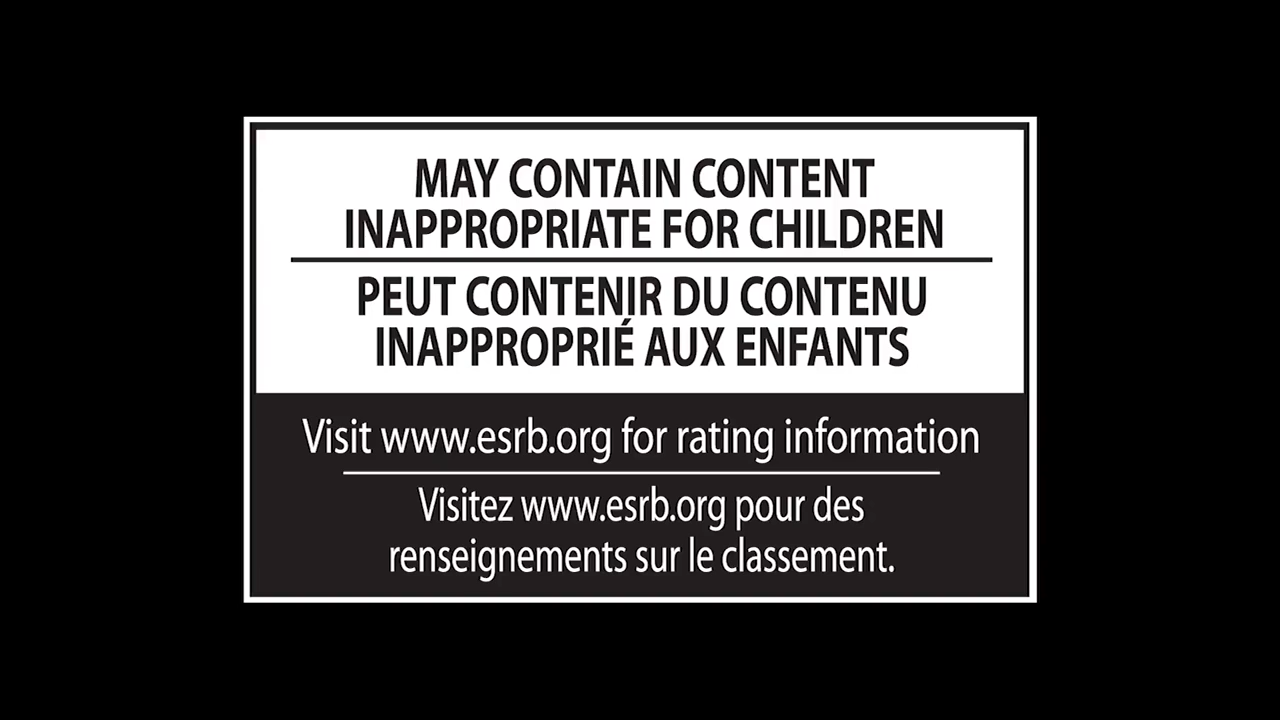 MAY CONTAIN CONTENT
INAPPROPRIATE FOR CHILDREN
PEUT CONTENIR DU CONTENU
INAPPROPRIÉ AUX ENFANTS
Visit www.esrb.org for rating information
Visitez www.esrb.org pour des
renseignements sur le classement.